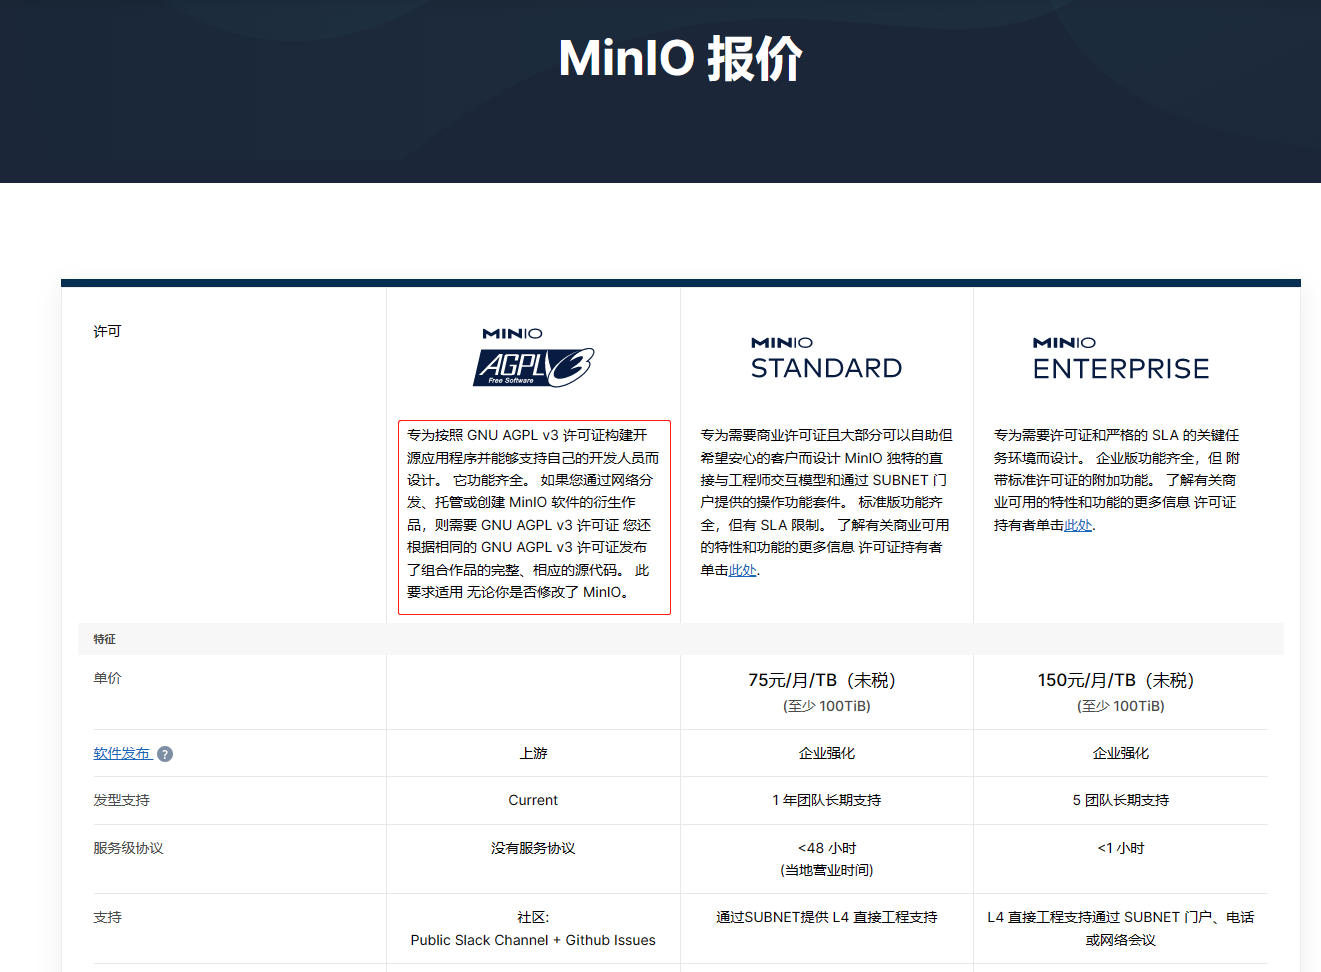 MinIO 报价
许可
MINIO
AGPLV3
Free Software
专为按照 GNU AGPL v3 许可证构建开
源应用程序并能够支持自己的开发人员而
设计。 它功能齐全。 如果您通过网络分
发、托管或创建 MinIO 软件的衍生作
品，则需要 GNU AGPL v3 许可证 您还
根据相同的 GNU AGPL v3 许可证发布
了组合作品的完整、相应的源代码。 此
要求适用 无论你是否修改了 MinIO。
MINIO
STANDARD
专为需要商业许可证且大部分可以自助但
希望安心的客户而设计 MinIO 独特的直
接与工程师交互模型和通过 SUBNET 门
户提供的操作功能套件。 标准版功能齐
全，但有 SLA 限制。 了解有关商业可用
的特性和功能的更多信息 许可证持有者
单击此处.
MINIO
ENTERPRISE
专为需要许可证和严格的 SLA 的关键任
务环境而设计。 企业版功能齐全，但 附
带标准许可证的附加功能。 了解有关商
业可用的特性和功能的更多信息 许可证
持有者单击此处.
特征
单价
75元/月/TB（未税）
(至少 100TiB)
150元/月/TB（未税）
(至少 100TiB)
软件发布 ?
上游
企业强化
企业强化
发型支持
Current
1 年团队长期支持
5 团队长期支持
服务级协议
没有服务协议
<48 小时
(当地营业时间)
<1 小时
支持
社区:
Public Slack Channel + Github Issues
通过SUBNET提供 L4 直接工程支持
L4 直接工程支持通过 SUBNET 门户、电话
或网络会议